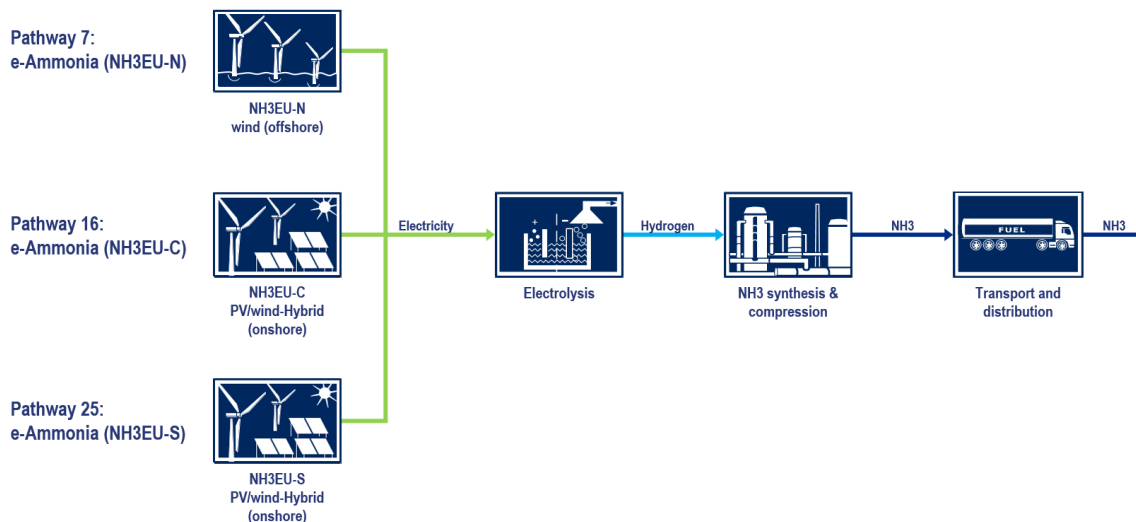 Pathway 7:
e-Ammonia (NH3EU-N)
NH3EU-N
wind (offshore)
Pathway 16:
e-Ammonia (NH3EU-C)
NH3EU-C
PV/wind-Hybrid
(onshore)
Electricity
Electrolysis
Hydrogen
NH3 synthesis &
compression
NH3
FUEL
Transport and
distribution
NH3
Pathway 25:
e-Ammonia (NH3EU-S)
NH3EU-S
PV/wind-Hybrid
(onshore)